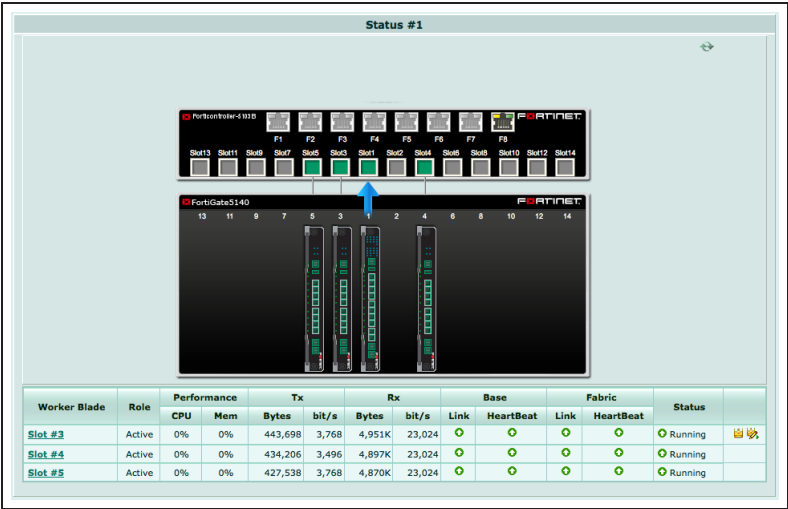 Status #1
Forticontroller-5103B
FORTINET
F1 F2 F3 F4 F5 F6 F7 F8
Slot13 Slot11 Slot9 Slot7 Slot5 Slot3 Slot1 Slot2 Slot4 Slot6 Slot8 Slot10 Slot12 Slot14
FortiGate5140 FORTINET
13 11 9 7 5 3 1 2 4 6 8 10 12 14
Worker Blade Role Performance Tx Rx Base Fabric Status
CPU Mem Bytes bit/s Bytes bit/s Link HeartBeat Link HeartBeat
Slot #3 Active 0% 0% 443,698 3,768 4,951K 23,024 Running
Slot #4 Active 0% 0% 434,206 3,496 4,897K 23,024 Running
Slot #5 Active 0% 0% 427,538 3,768 4,870K 23,024 Running